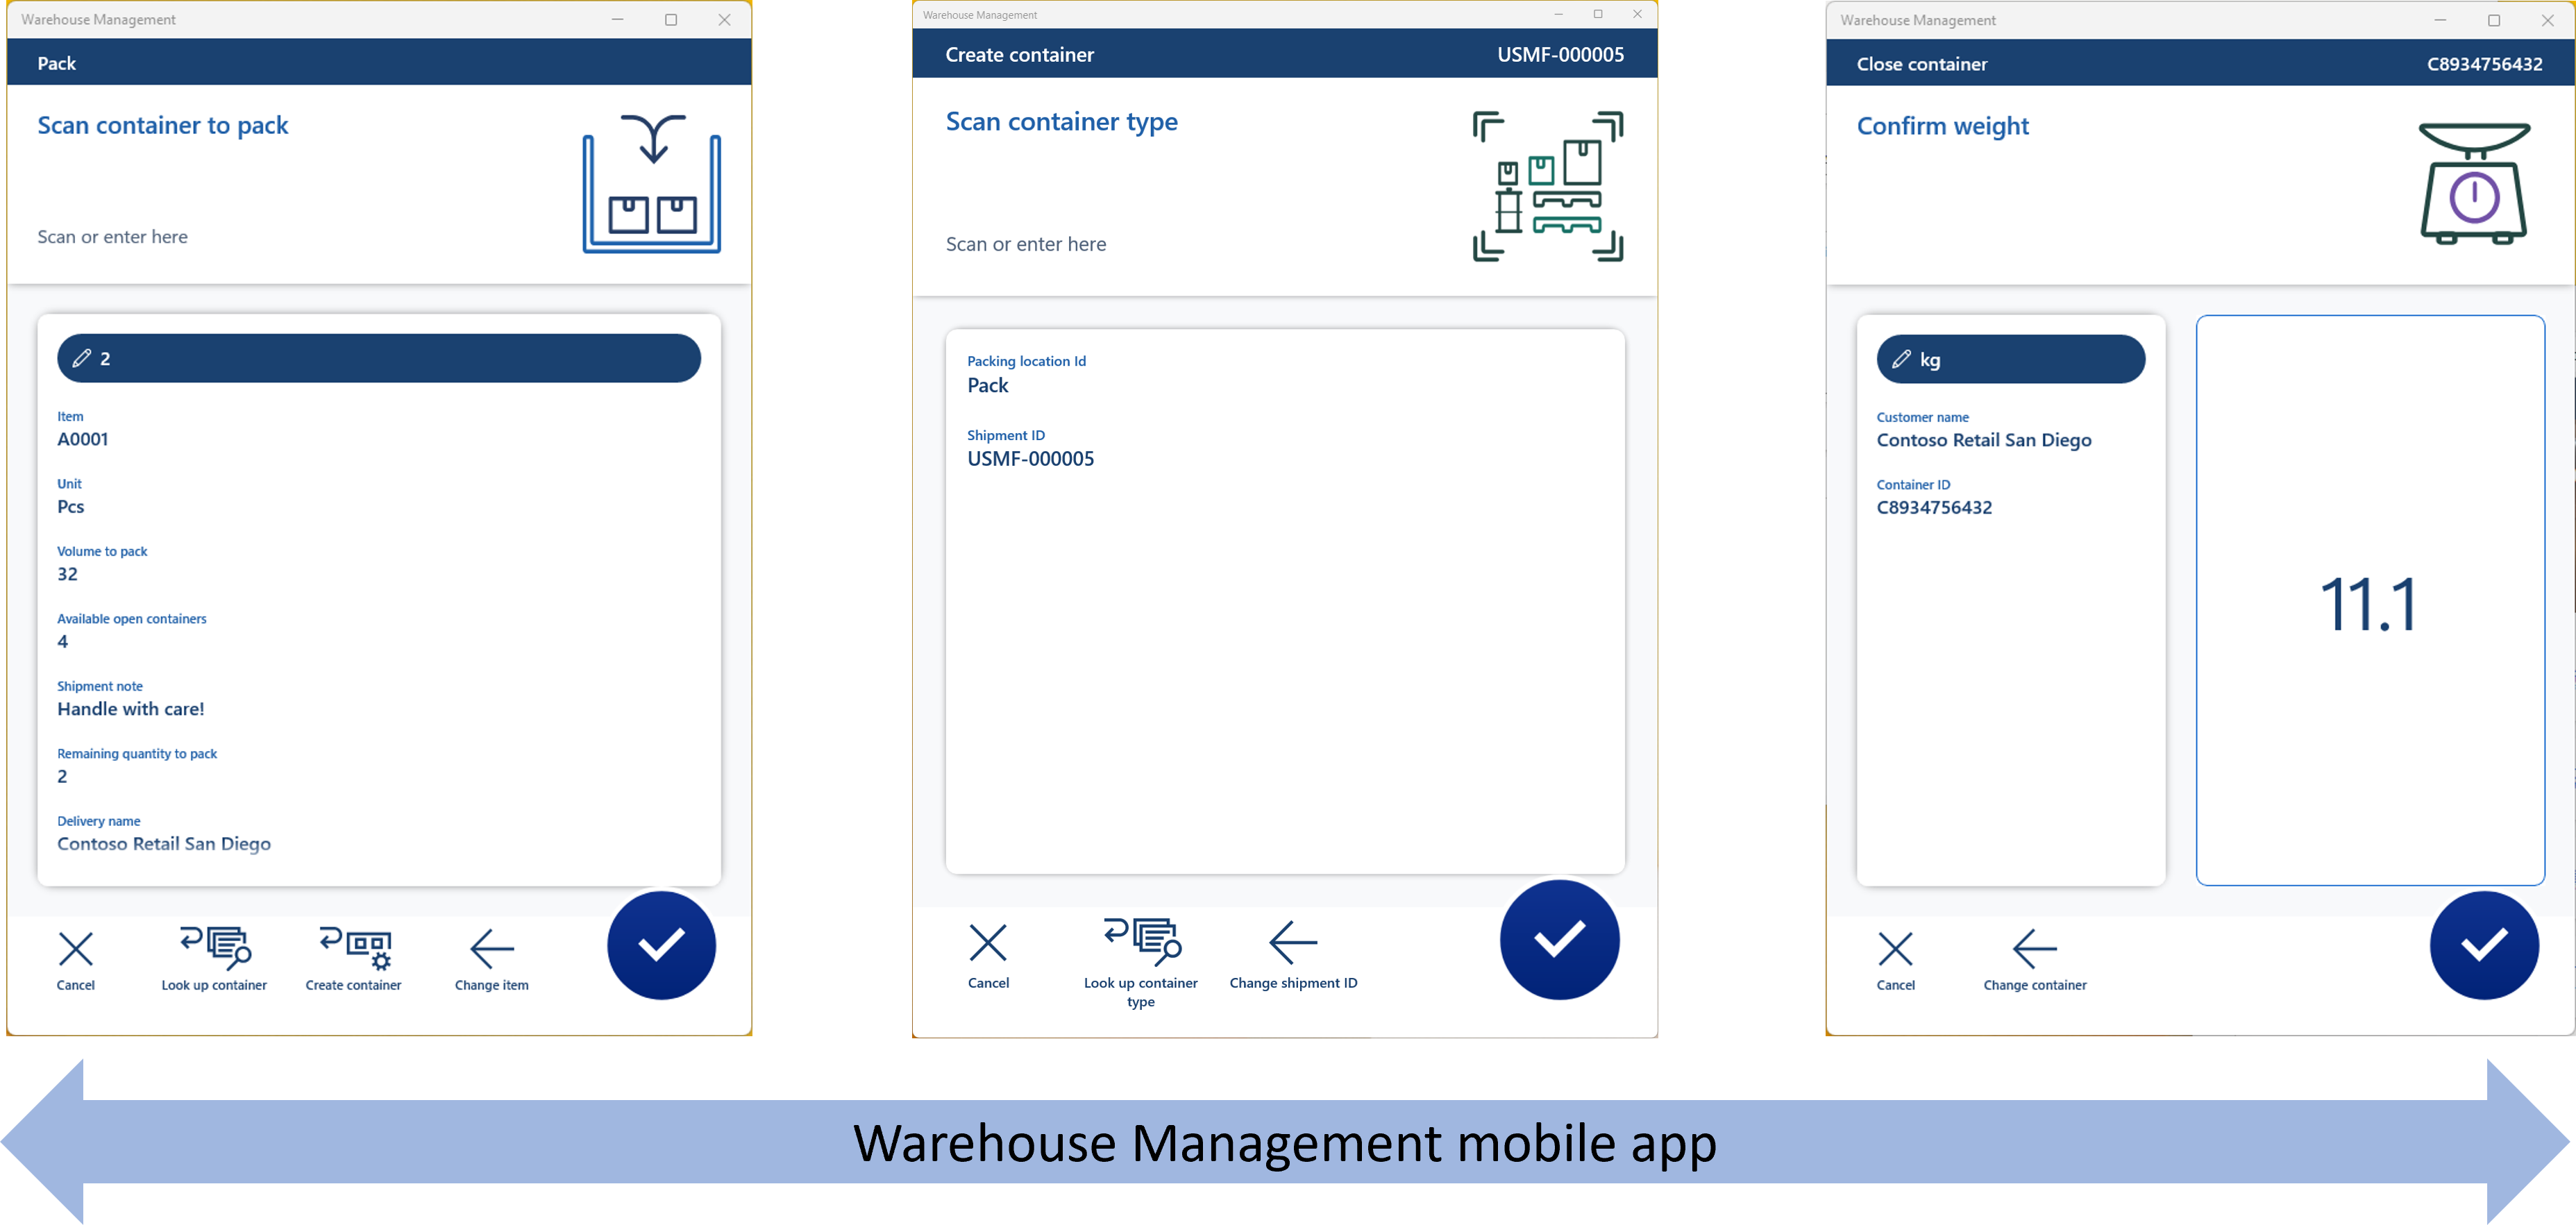 Warehouse Management
Pack
Scan container to pack
Scan or enter here
2
Item
A0001
Unit
Pcs
Volume to pack
32
Available open containers
4
Shipment note
Handle with care!
Remaining quantity to pack
2
Delivery name
Contoso Retail San Diego
Cancel
Look up container
Create container
Change item
Warehouse Management
Create container USMF-000005
Scan container type
Scan or enter here
Packing location Id
Pack
Shipment ID
USMF-000005
Cancel
Look up container
type
Change shipment ID
Warehouse Management
Close container C8934756432
Confirm weight
kg
Customer name
Contoso Retail San Diego
Container ID
C8934756432
11.1
Cancel
Change container
Warehouse Management mobile app